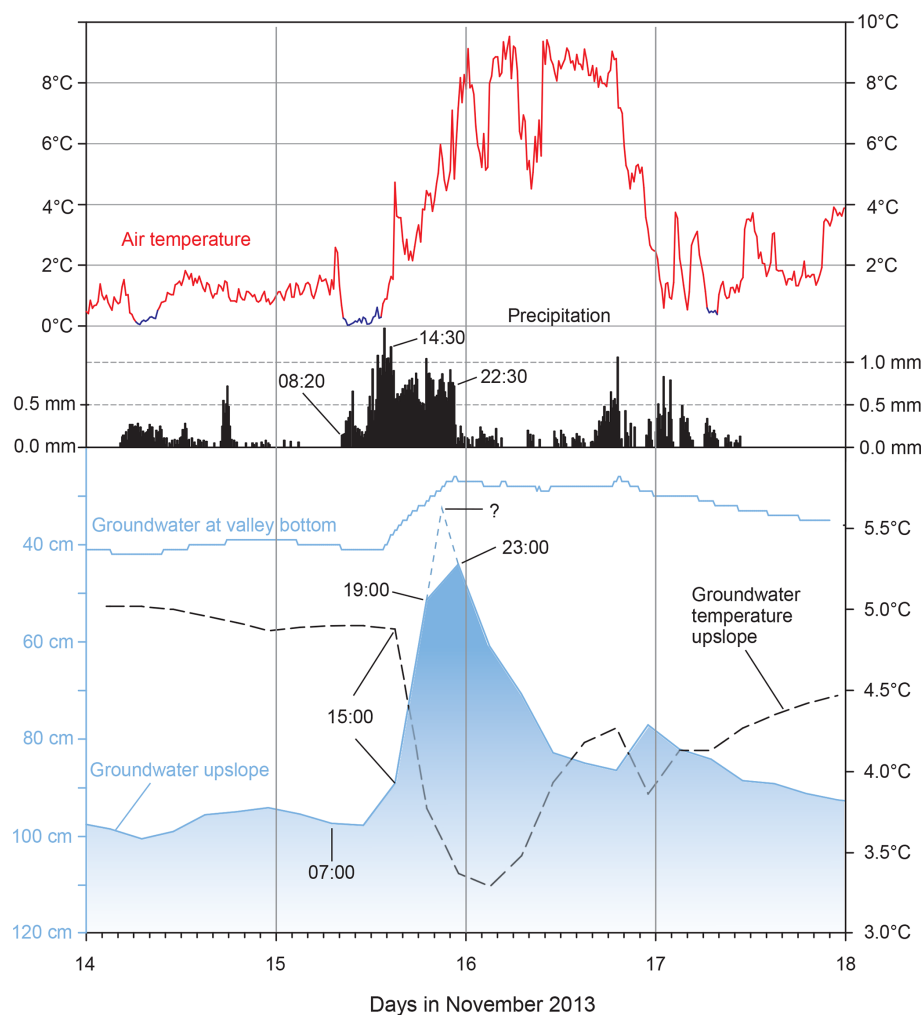 10°C
8°C
8°C
6°C
6°C
4°C
4°C
Air temperature
2°C
2°C
Precipitation
0°C
14:30
1.0 mm
08:20
22:30
0.5 mm
0.5 mm
0.0 mm
0.0 mm
Groundwater at valley bottom
?
5.5°C
40 cm
23:00
19:00
Groundwater
temperature
upslope
5.0°C
60 cm
4.5°C
15:00
80 cm
Groundwater upslope
4.0°C
100 cm
3.5°C
07:00
120 cm
3.0°C
14
15
16
17
18
Days in November 2013